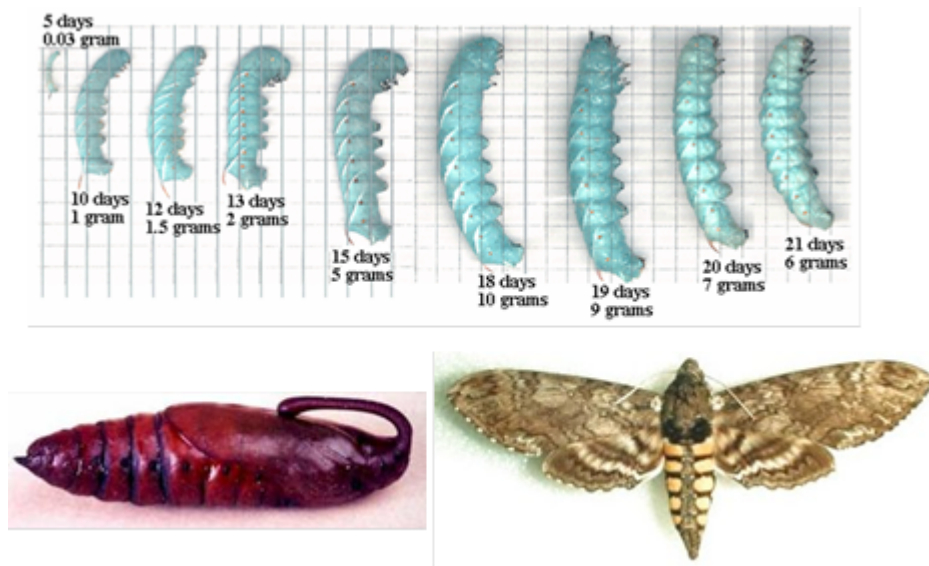 5 days
0.03 gram
10 days
1 gram
12 days
1.5 grams
13 days
2 grams
15 days
5 grams
18 days
10 grams
19 days
9 grams
20 days
7 grams
21 days
6 grams